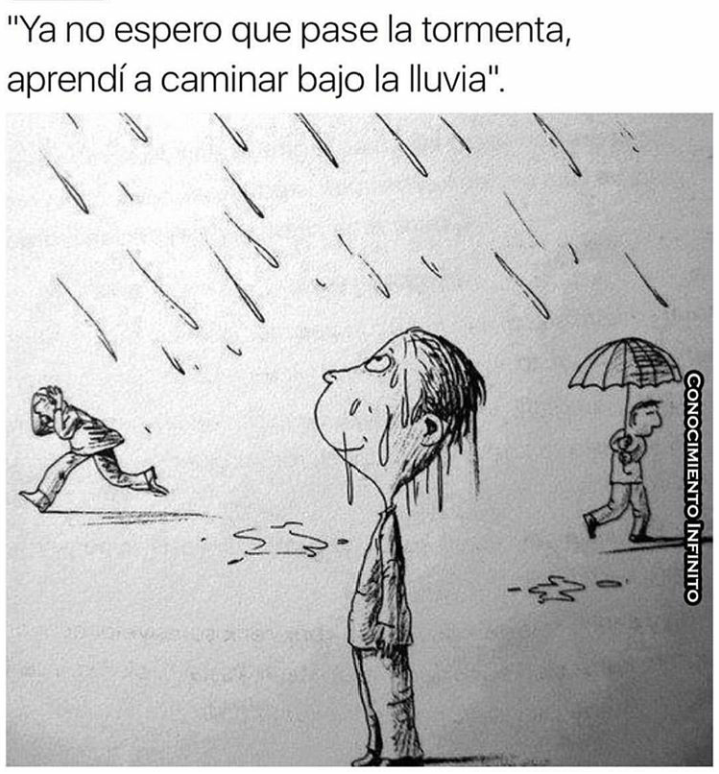 "Ya no espero que pase la tormenta,
aprendí a caminar bajo la lluvia".
CONOCIMIENTO INFINITO